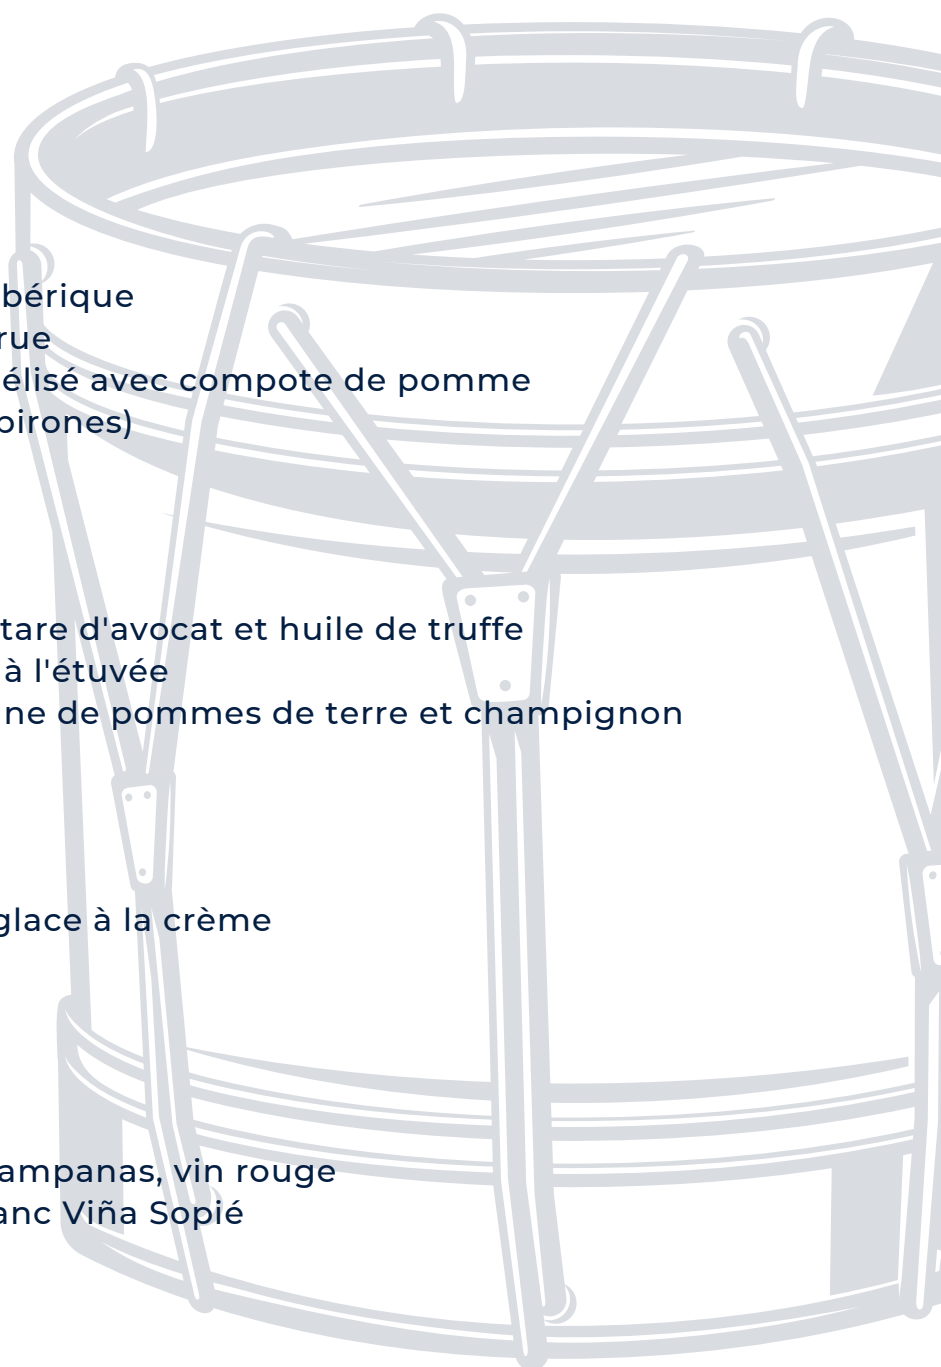 bérique
rue
élisé avec compote de pomme
pirones)
tare d'avocat et huile de truffe
à l'étuvée
ne de pommes de terre et champignon
glace à la crème
ampanas, vin rouge
anc Viña Sopié